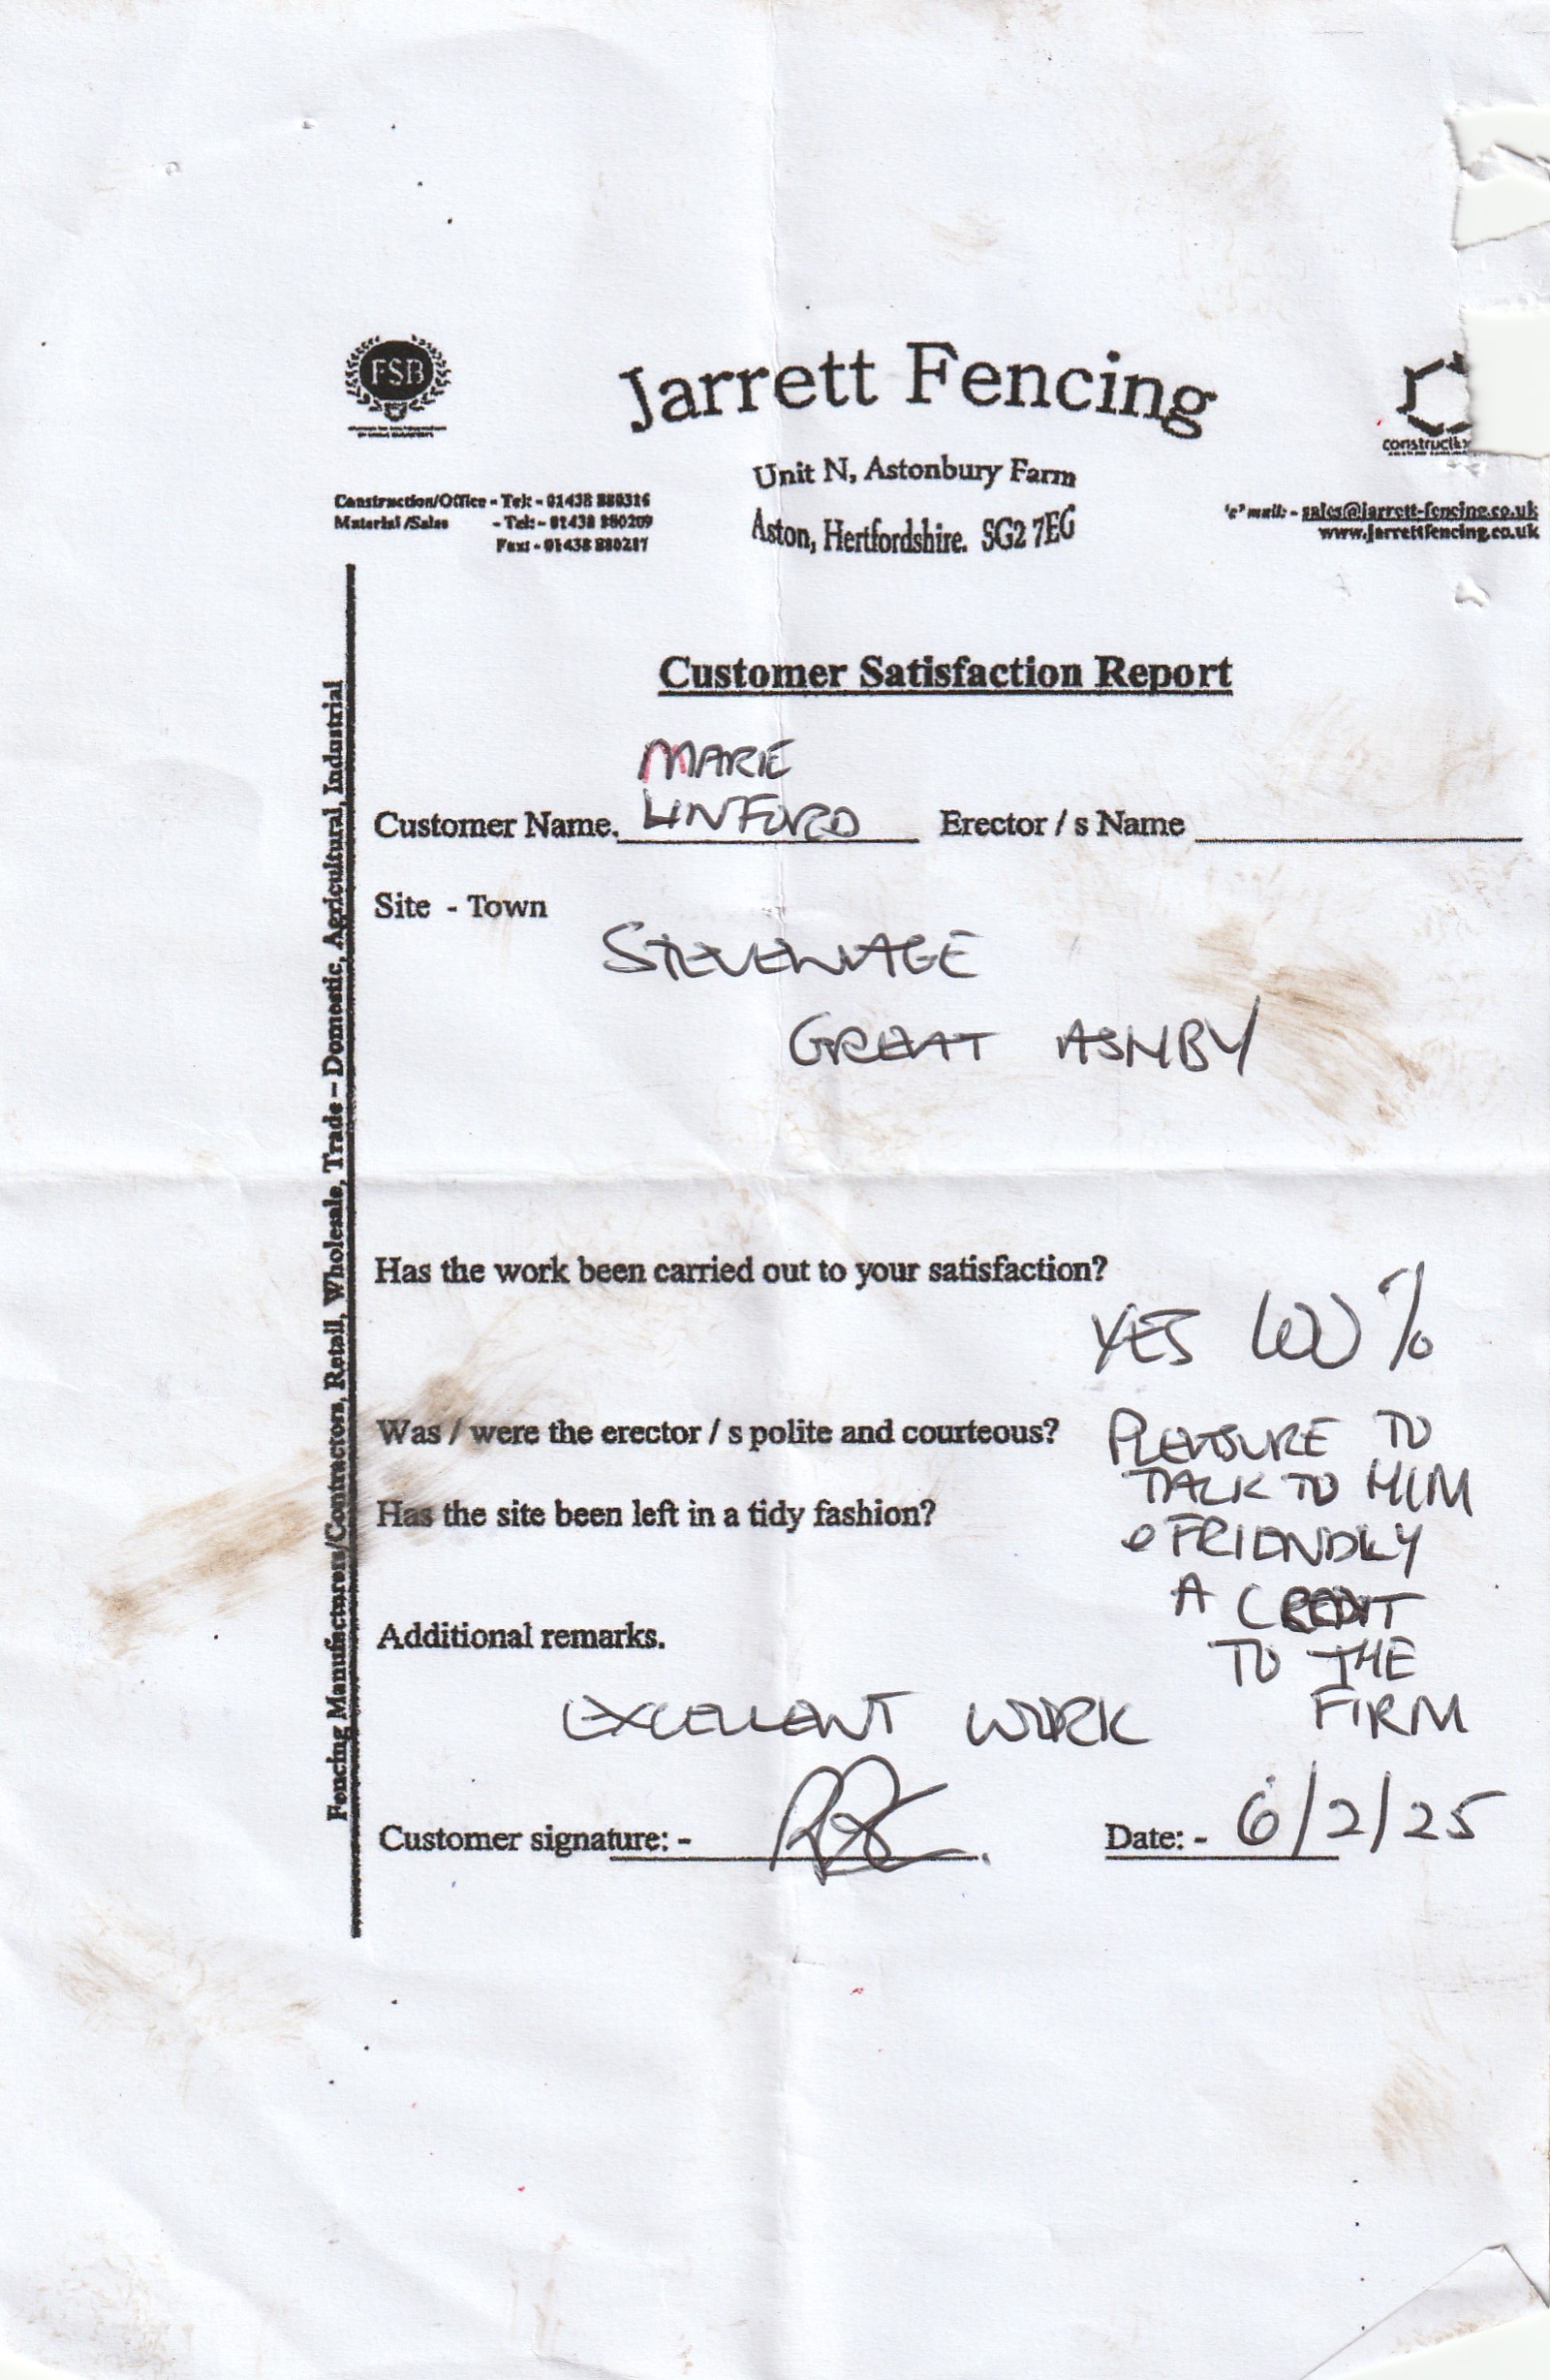 FSB
Jarrett Fencing
Unit N, Astonbury Farm
Aston, Hertfordshire. SG2 7EG
Construction/Office - Tel: - 01438 880316
Material /Sales - Tel: - 01438 880209
Fax: - 01438 880217
'e' mail: - sales@jarrett-fencing.co.uk
www.jarrettfencing.co.uk
Customer Satisfaction Report
MARIE
Customer Name. LINFORD Erector / s Name
Site - Town
STEVENAGE
GREAT ASHBY
Has the work been carried out to your satisfaction?
YES 100%
Was / were the erector / s polite and courteous?
PLEASURE TO
TALK TO HIM
Has the site been left in a tidy fashion?
FRIENDLY
A CREDIT
TO THE
FIRM
Additional remarks.
EXCELLENT WORK
Customer signature: -
Date: - 6/2/25
Fencing Manufacturers/Contractors, Retail, Wholesale, Trade – Domestic, Agricultural, Industrial